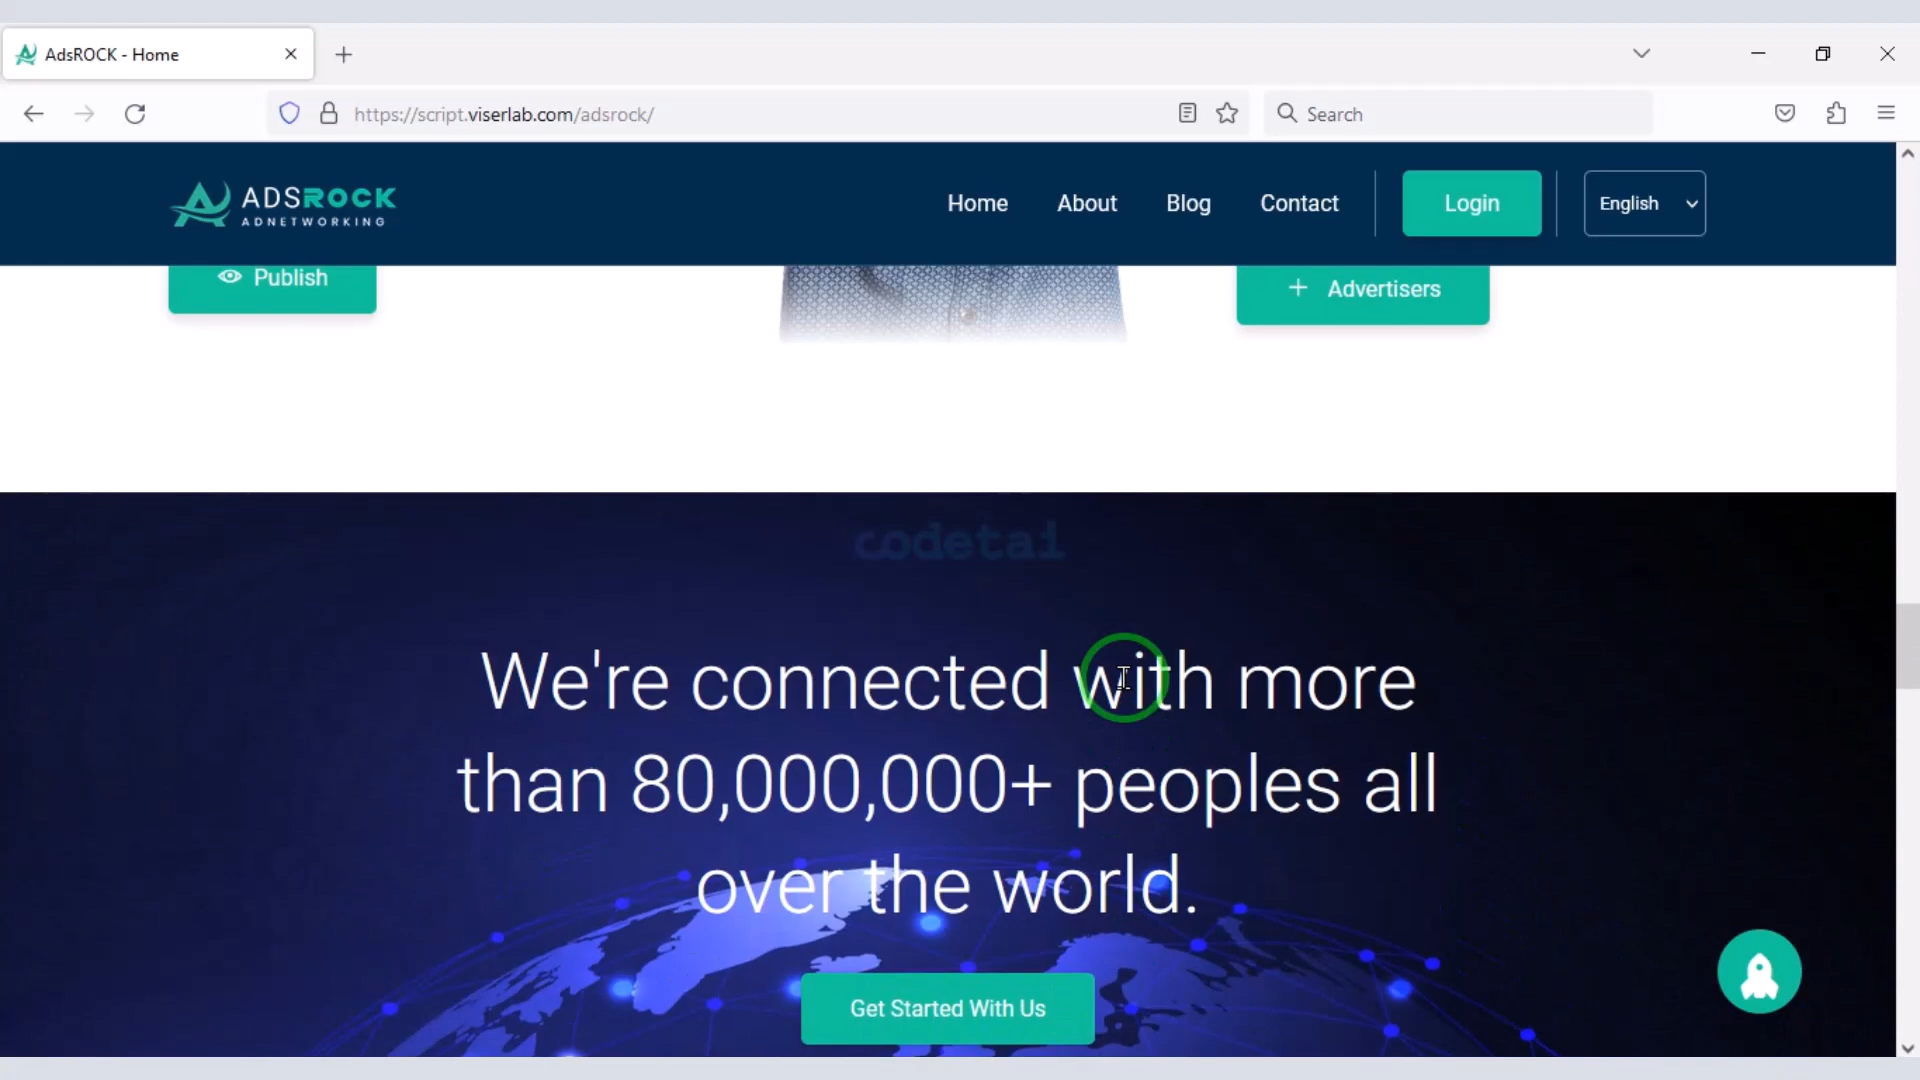 AdsROCK - Home
https://script.viserlab.com/adsrock/
Search
ADSROCK
ADNETWORKING
Home
About
Blog
Contact
Login
English
Publish
Advertisers
codetai
We're connected with more
than 80,000,000+ peoples all
over the world.
Get Started With Us